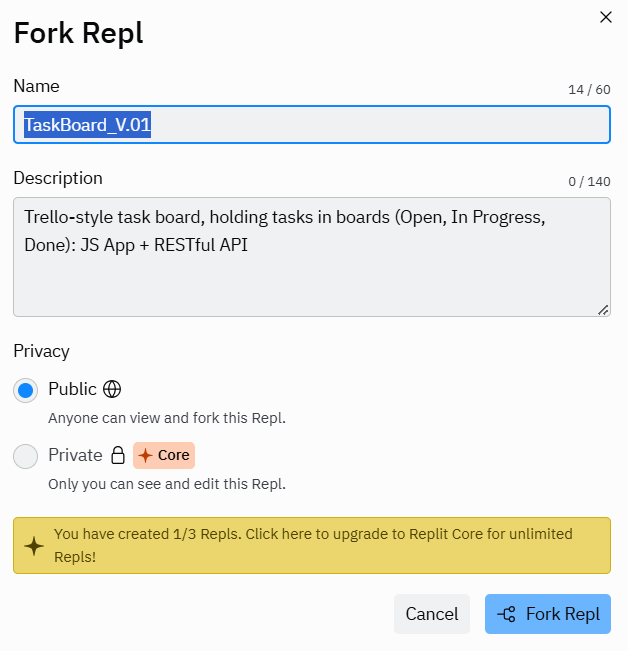 Fork Repl
Name
14 / 60
TaskBoard_V.01
Description
0 / 140
Trello-style task board, holding tasks in boards (Open, In Progress,
Done): JS App + RESTful API
Privacy
Public
Anyone can view and fork this Repl.
Private
Core
Only you can see and edit this Repl.
You have created 1/3 Repls. Click here to upgrade to Replit Core for unlimited
Repls!
Cancel
Fork Repl